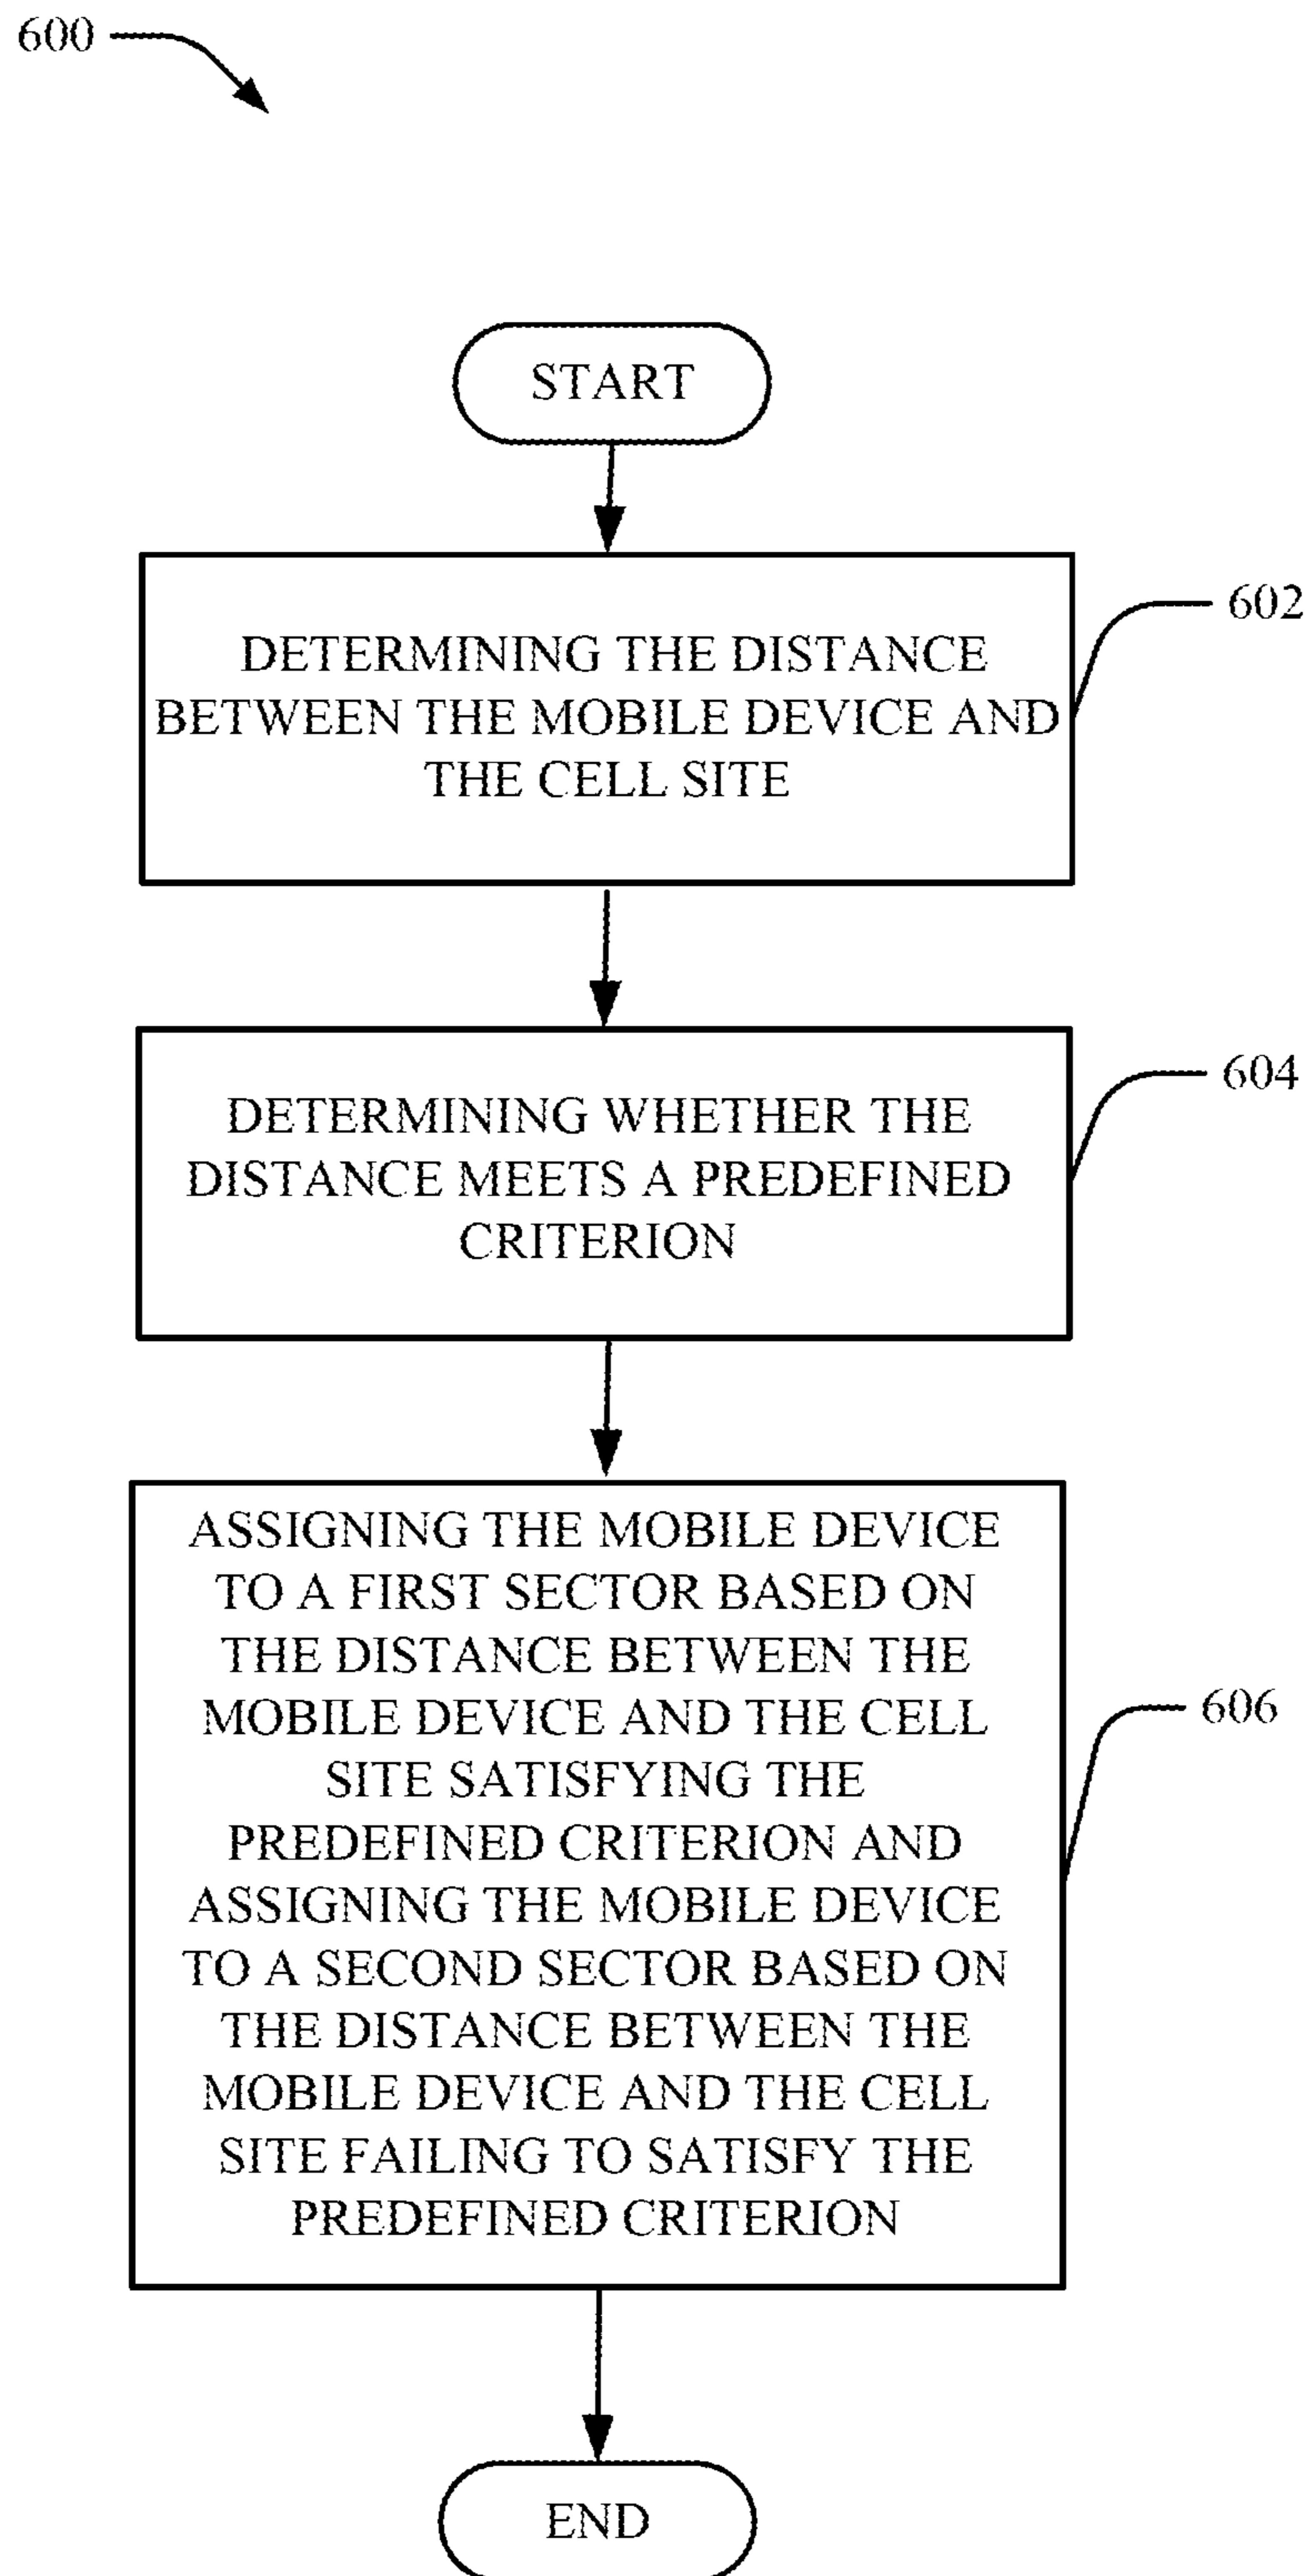 600
START
DETERMINING THE DISTANCE
BETWEEN THE MOBILE DEVICE AND
THE CELL SITE
602
DETERMINING WHETHER THE
DISTANCE MEETS A PREDEFINED
CRITERION
604
ASSIGNING THE MOBILE DEVICE
TO A FIRST SECTOR BASED ON
THE DISTANCE BETWEEN THE
MOBILE DEVICE AND THE CELL
SITE SATISFYING THE
PREDEFINED CRITERION AND
ASSIGNING THE MOBILE DEVICE
TO A SECOND SECTOR BASED ON
THE DISTANCE BETWEEN THE
MOBILE DEVICE AND THE CELL
SITE FAILING TO SATISFY THE
PREDEFINED CRITERION
606
END